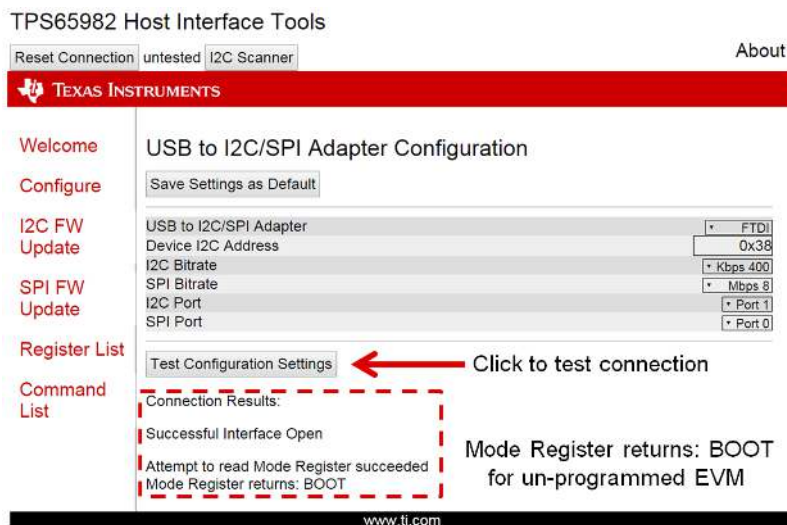 TPS65982 Host Interface Tools
Reset Connection untested I2C Scanner
About
TEXAS INSTRUMENTS
Welcome
Configure
I2C FW
Update
SPI FW
Update
Register List
Command
List
USB to I2C/SPI Adapter Configuration
Save Settings as Default
USB to I2C/SPI Adapter FTDI
Device I2C Address 0x38
I2C Bitrate Kbps 400
SPI Bitrate Mbps 8
I2C Port Port 1
SPI Port Port 0
Test Configuration Settings
Click to test connection
Connection Results:
Successful Interface Open
Attempt to read Mode Register succeeded
Mode Register returns: BOOT
Mode Register returns: BOOT
for un-programmed EVM
www.ti.com